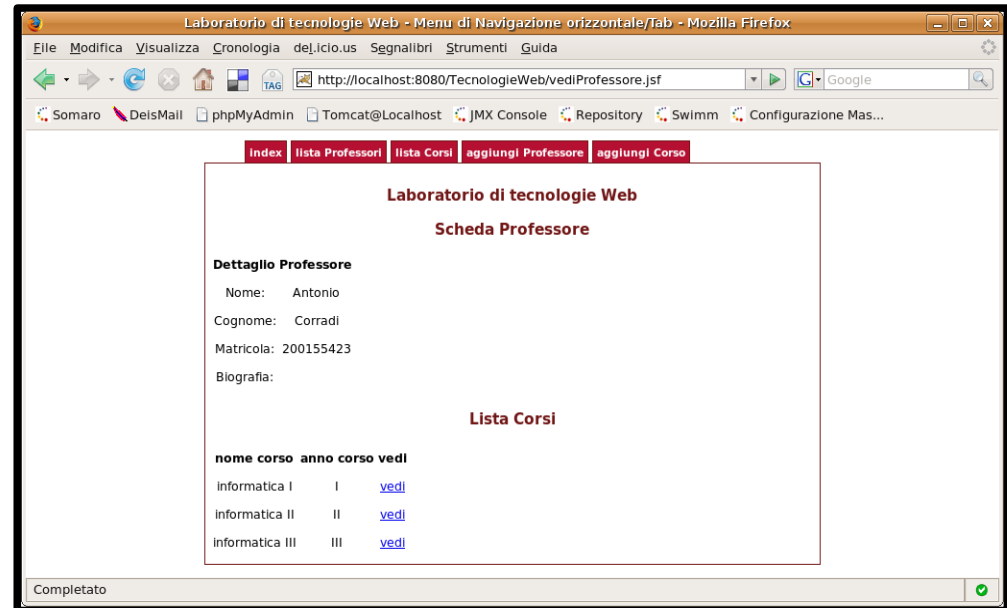 Laboratorio di tecnologie Web - Menu di Navigazione orizzontale/Tab - Mozilla Firefox
File Modifica Visualizza Cronologia del.icio.us Segnalibri Strumenti Guida
TAG http://localhost:8080/TecnologieWeb/vediProfessore.jsf G Google
Somaro DeisMail phpMyAdmin Tomcat@Localhost JMX Console Repository Swimm Configurazione Mas...
index lista Professori lista Corsi aggiungi Professore aggiungi Corso
Laboratorio di tecnologie Web
Scheda Professore
Dettaglio Professore
Nome: Antonio
Cognome: Corradi
Matricola: 200155423
Biografia:
Lista Corsi
nome corso anno corso vedi
informatica I I vedi
informatica II II vedi
informatica III III vedi
Completato